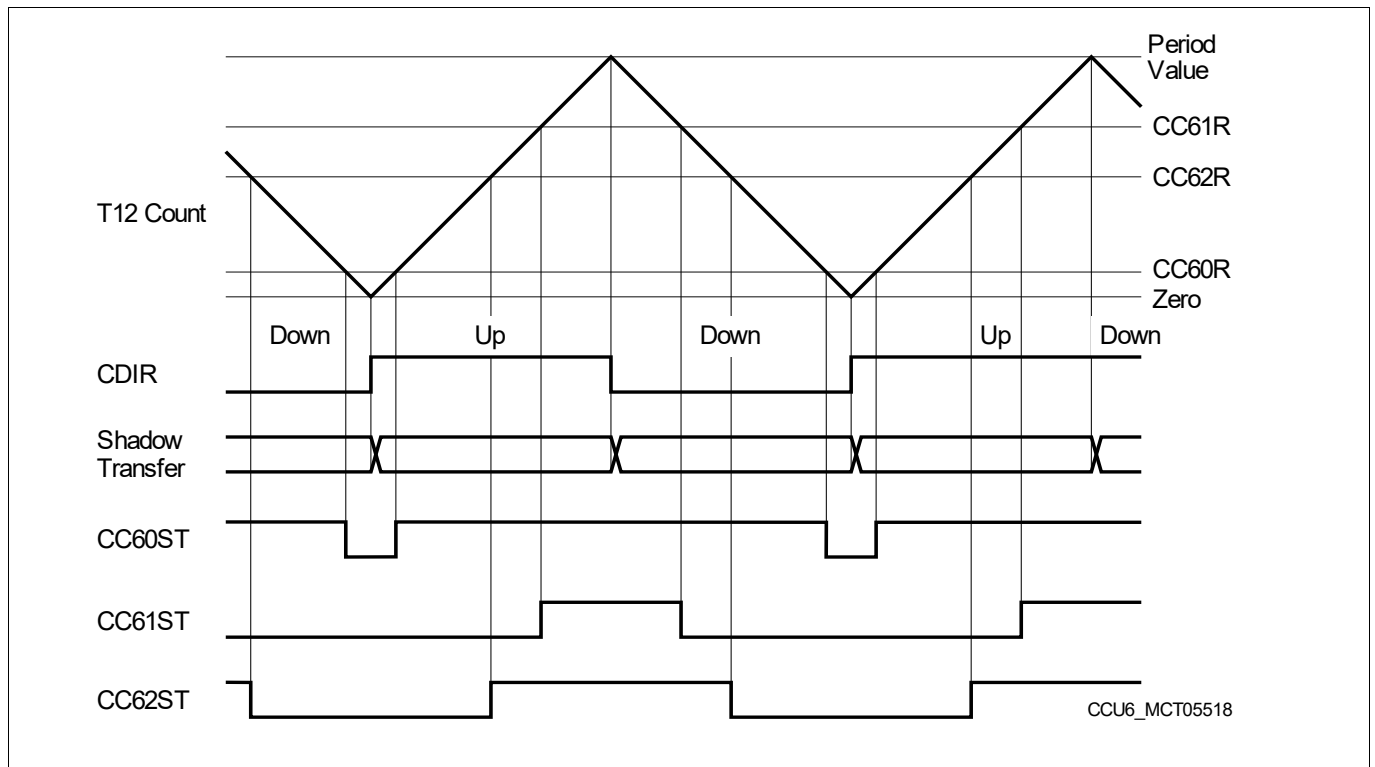 Period
Value
CC61R
CC62R
T12 Count
CC60R
Zero
Down
Up
Down
Up
Down
CDIR
Shadow
Transfer
CC60ST
CC61ST
CC62ST
CCU6_MCT05518